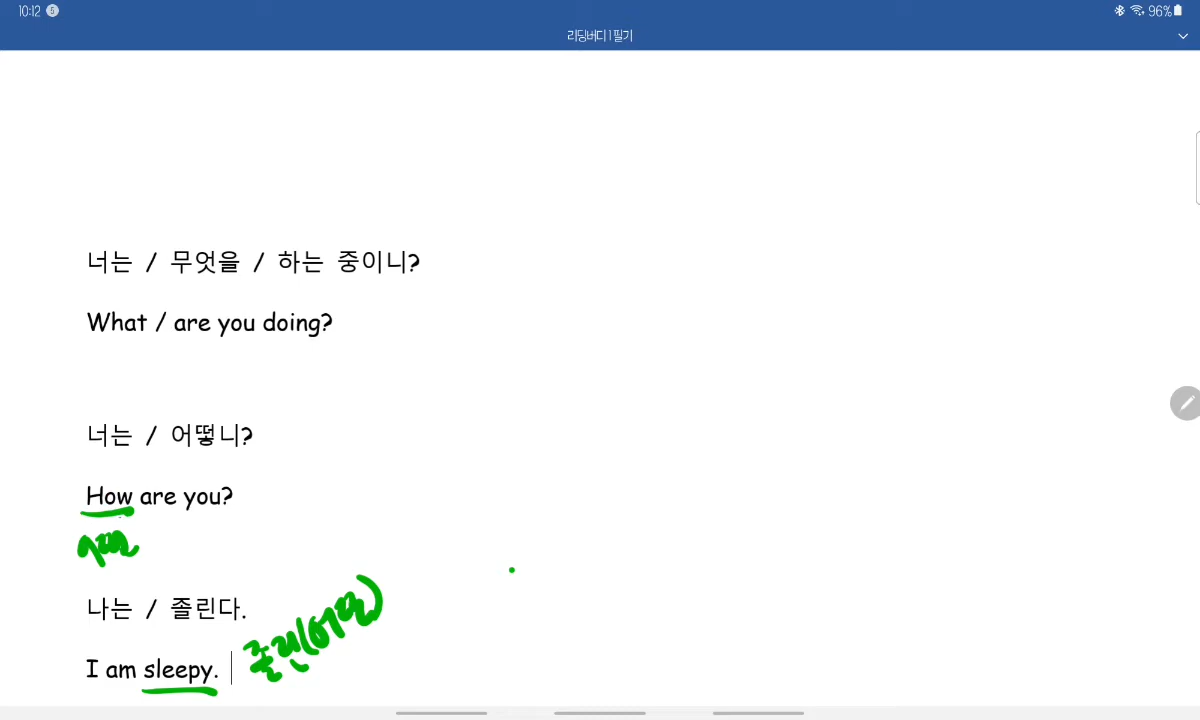 10:12 5 96%
리딩버디1필기
너는 / 무엇을 / 하는 중이니?
What / are you doing?
너는 / 어떻니?
How are you?
나는 / 졸린다.
졸린(어떤)
I am sleepy.